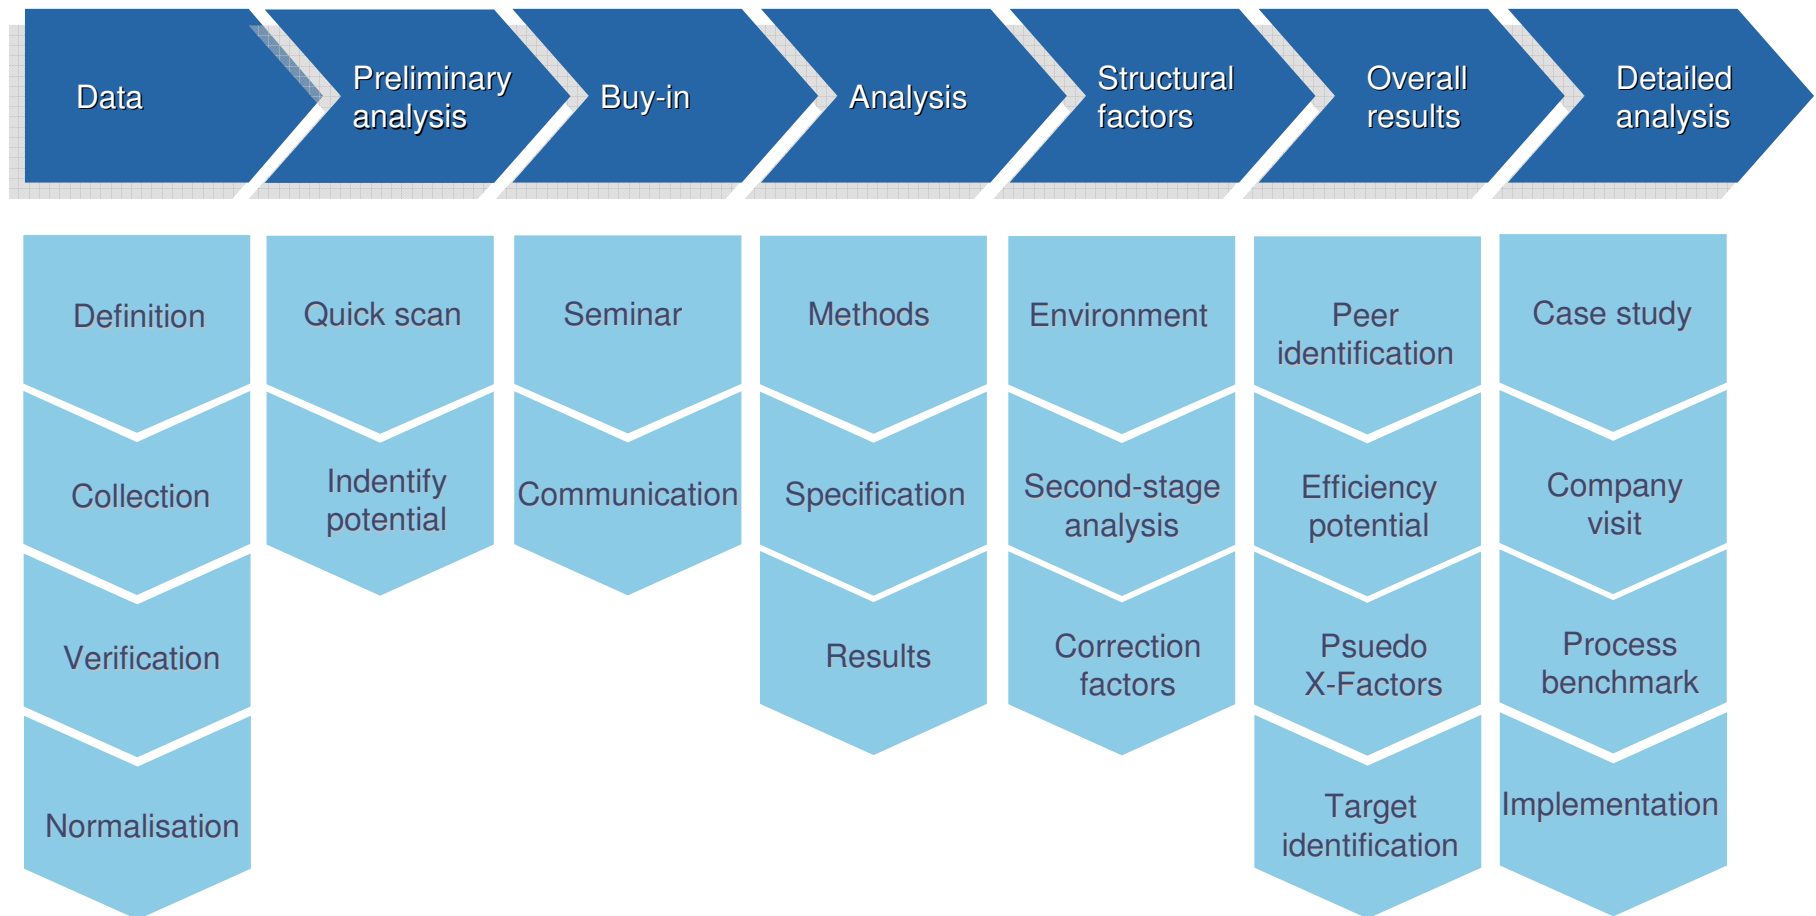 Data
Preliminary
analysis
Buy-in
Analysis
Structural
factors
Overall
results
Detailed
analysis
Definition
Collection
Verification
Normalisation
Quick scan
Indentify
potential
Seminar
Communication
Methods
Specification
Results
Environment
Second-stage
analysis
Correction
factors
Peer
identification
Efficiency
potential
Psuedo
X-Factors
Target
identification
Case study
Company
visit
Process
benchmark
Implementation